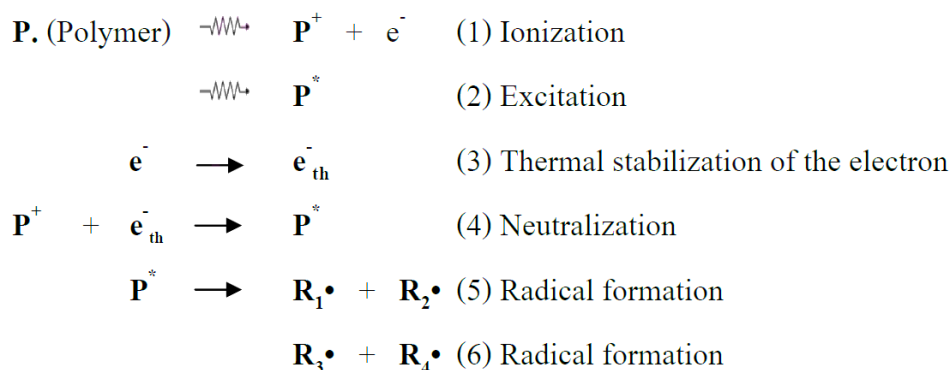 P. (Polymer) P⁺ + e⁻ (1) Ionization
P* (2) Excitation
e⁻ → e⁻th (3) Thermal stabilization of the electron
P⁺ + e⁻th → P* (4) Neutralization
P* → R₁• + R₂• (5) Radical formation
R₃• + R₄• (6) Radical formation